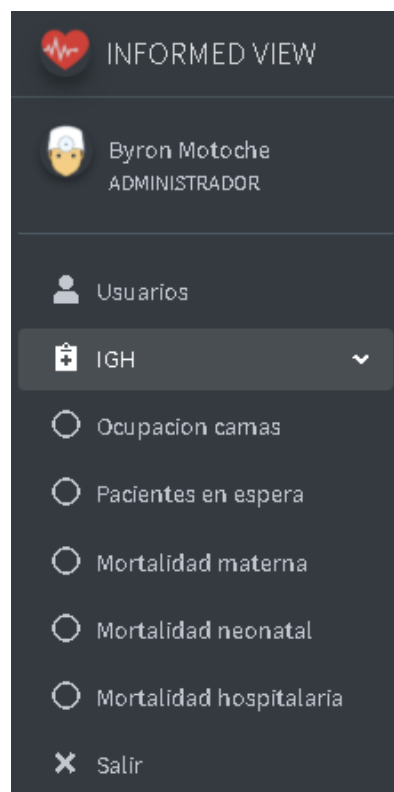 INFORMED VIEW
Byron Motoche
ADMINISTRADOR
Usuarios
IGH
Ocupacion camas
Pacientes en espera
Mortalidad materna
Mortalidad neonatal
Mortalidad hospitalaria
Salir